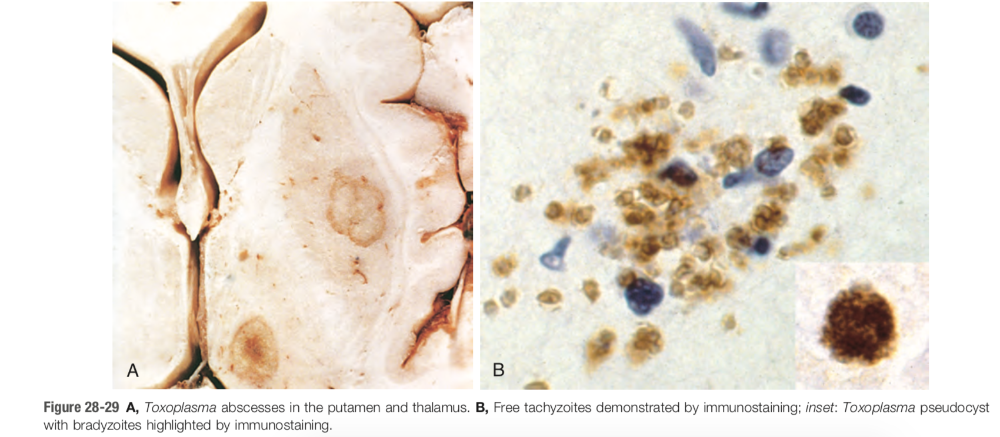 A
B
Figure 28-29 A, Toxoplasma abscesses in the putamen and thalamus. B, Free tachyzoites demonstrated by immunostaining; inset: Toxoplasma pseudocyst
with bradyzoites highlighted by immunostaining.